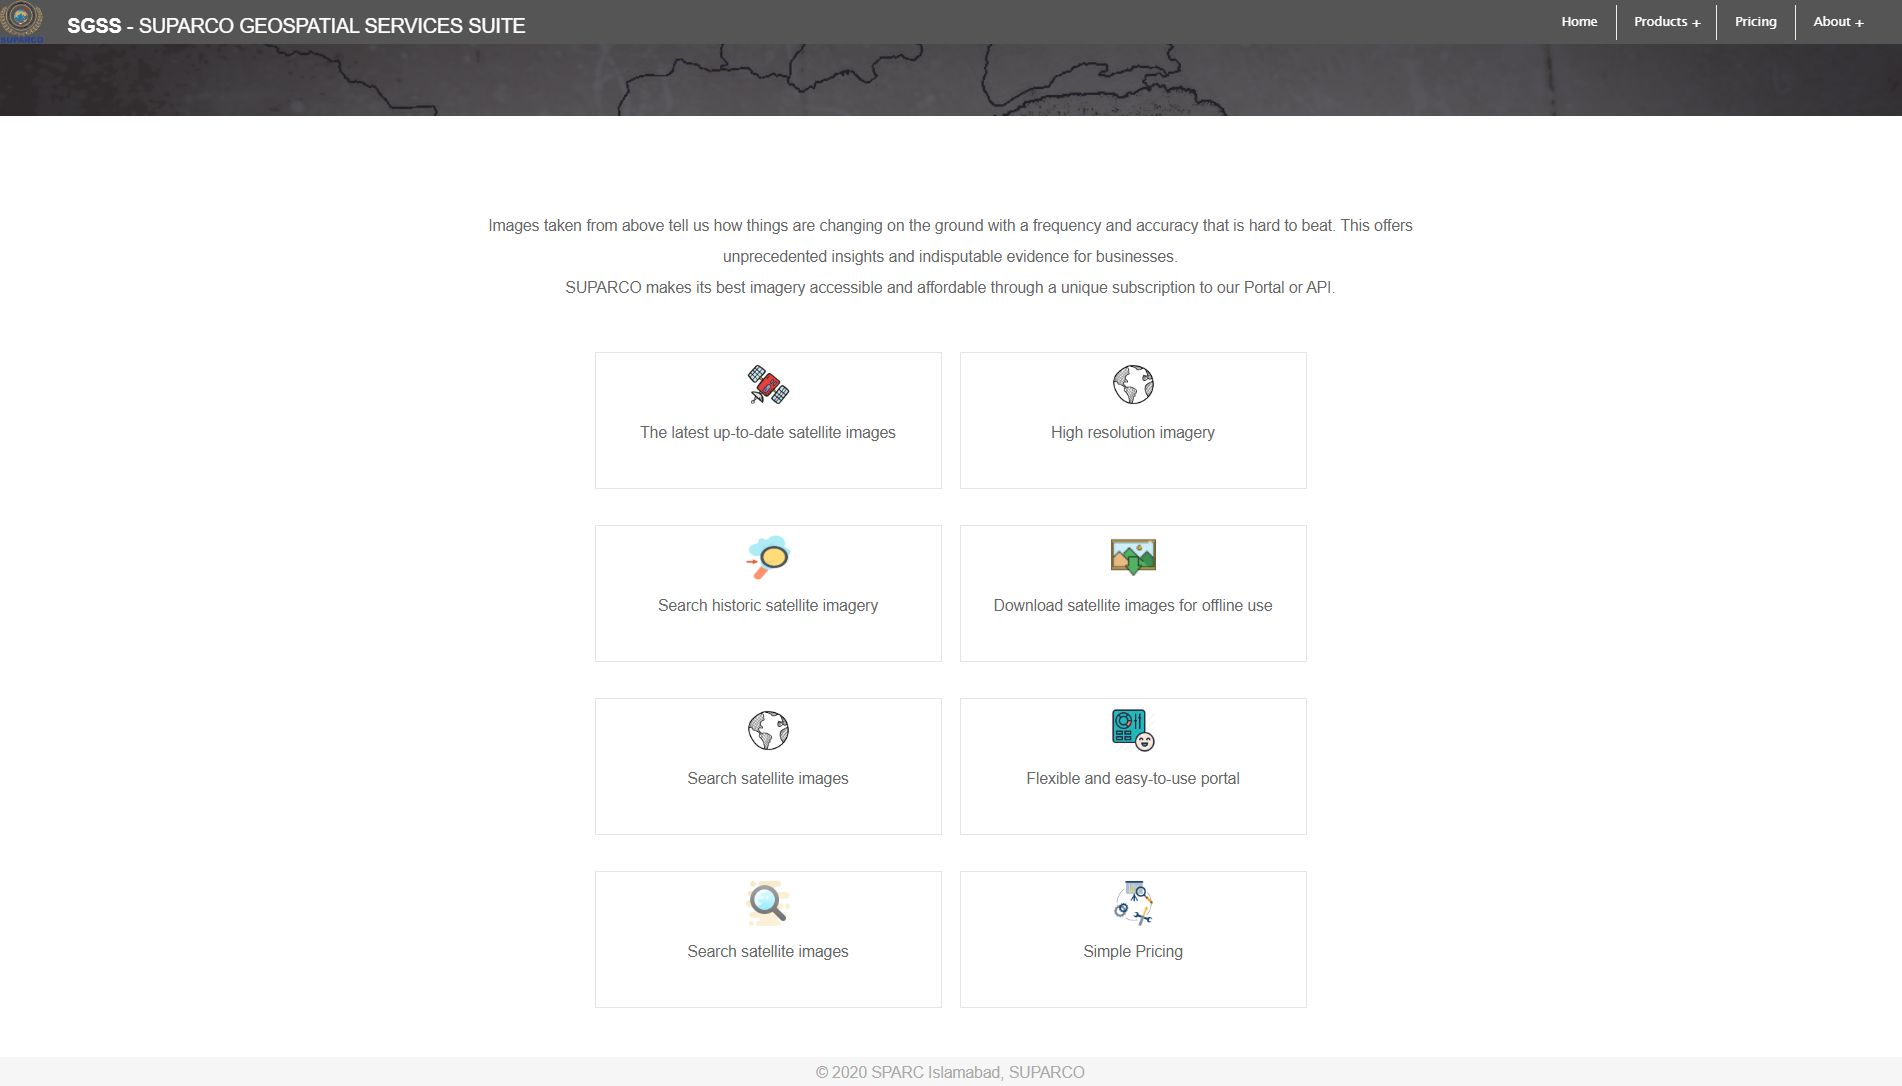 SUPARCO
SGSS - SUPARCO GEOSPATIAL SERVICES SUITE
Home
Products +
Pricing
About +
Images taken from above tell us how things are changing on the ground with a frequency and accuracy that is hard to beat. This offers
unprecedented insights and indisputable evidence for businesses.
SUPARCO makes its best imagery accessible and affordable through a unique subscription to our Portal or API.
The latest up-to-date satellite images
High resolution imagery
Search historic satellite imagery
Download satellite images for offline use
Search satellite images
Flexible and easy-to-use portal
Search satellite images
Simple Pricing
© 2020 SPARC Islamabad, SUPARCO